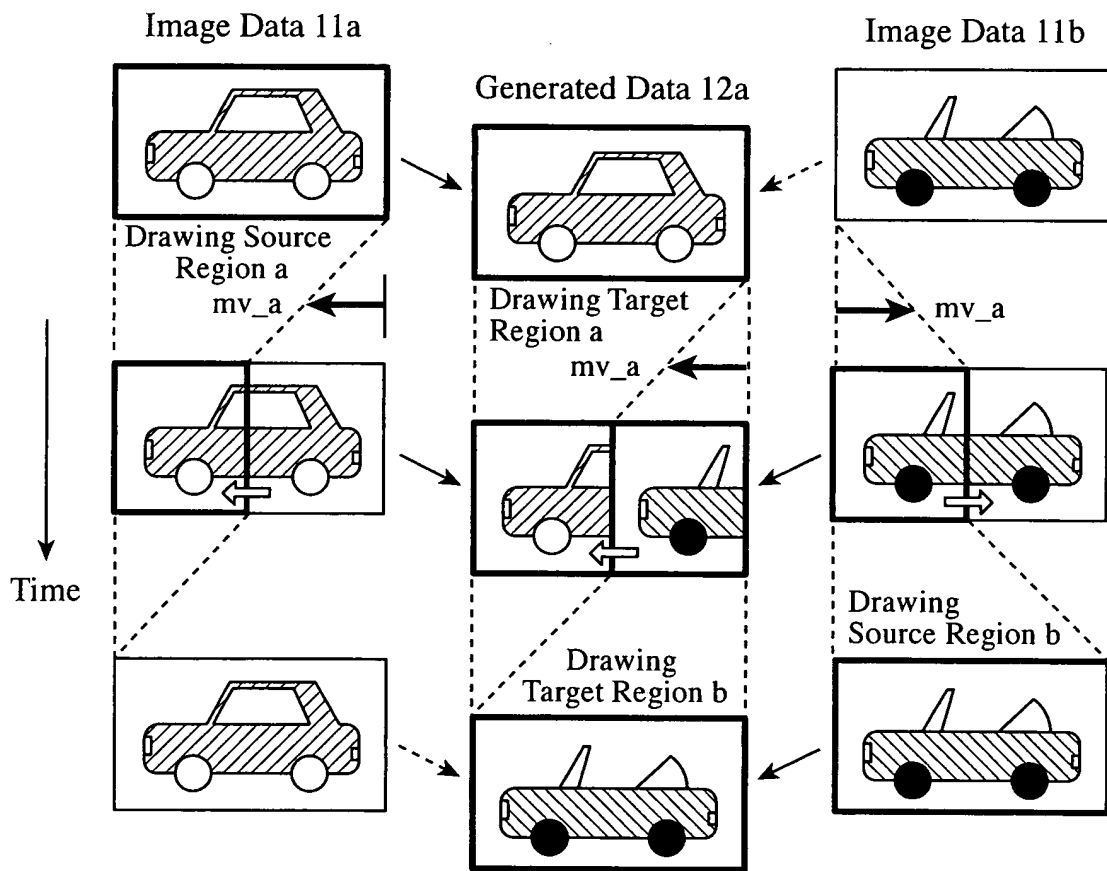 Image Data 11a
Generated Data 12a
Image Data 11b
Drawing Source
Region a
mv_a
Drawing Target
Region a
mv_a
mv_a
Time
Drawing
Source Region b
Drawing
Target Region b